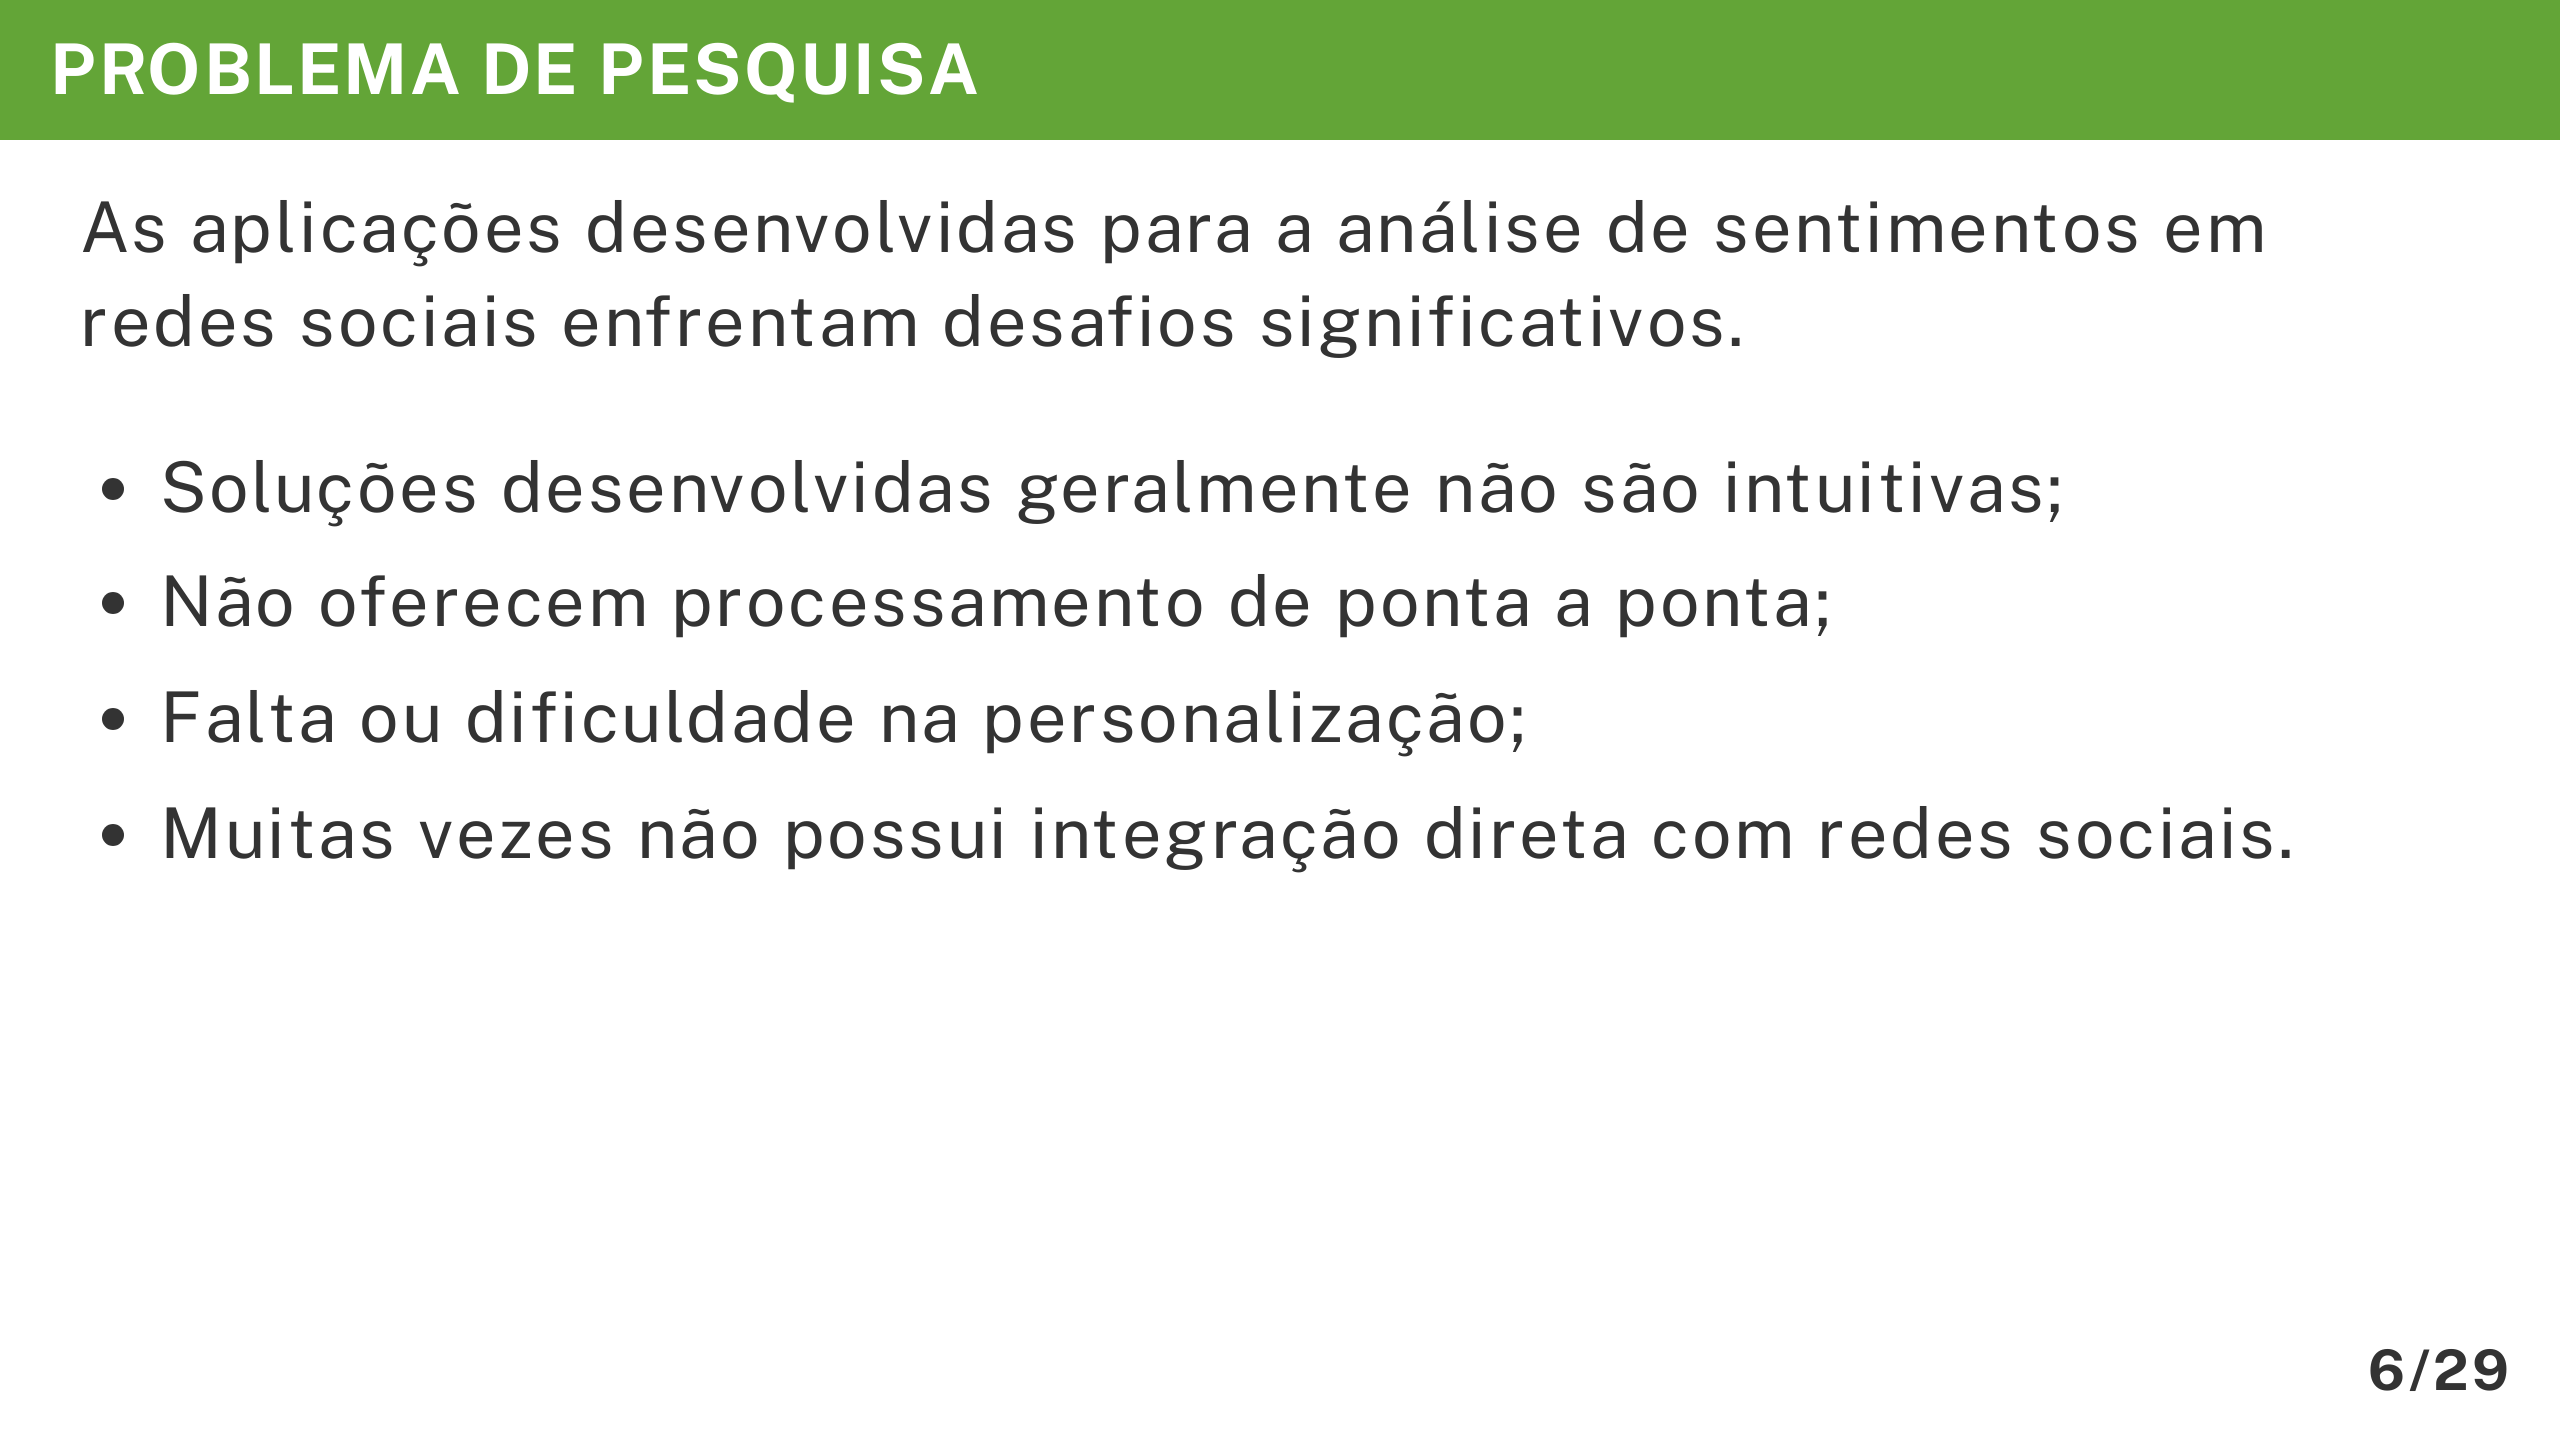 PROBLEMA DE PESQUISA
As aplicações desenvolvidas para a análise de sentimentos em
redes sociais enfrentam desafios significativos.
• Soluções desenvolvidas geralmente não são intuitivas;
• Não oferecem processamento de ponta a ponta;
• Falta ou dificuldade na personalização;
• Muitas vezes não possui integração direta com redes sociais.
6/29